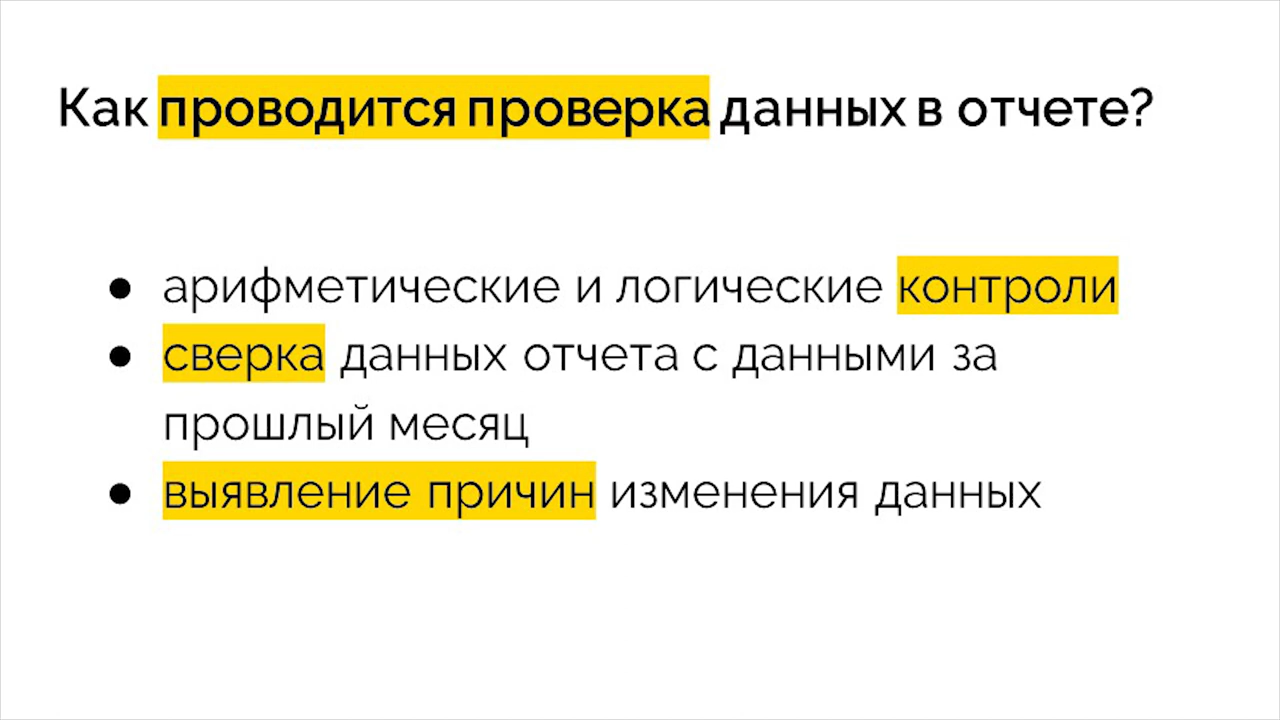 Как проводится проверка данных в отчете?
● арифметические и логические контроли
● сверка данных отчета с данными за
прошлый месяц
● выявление причин изменения данных